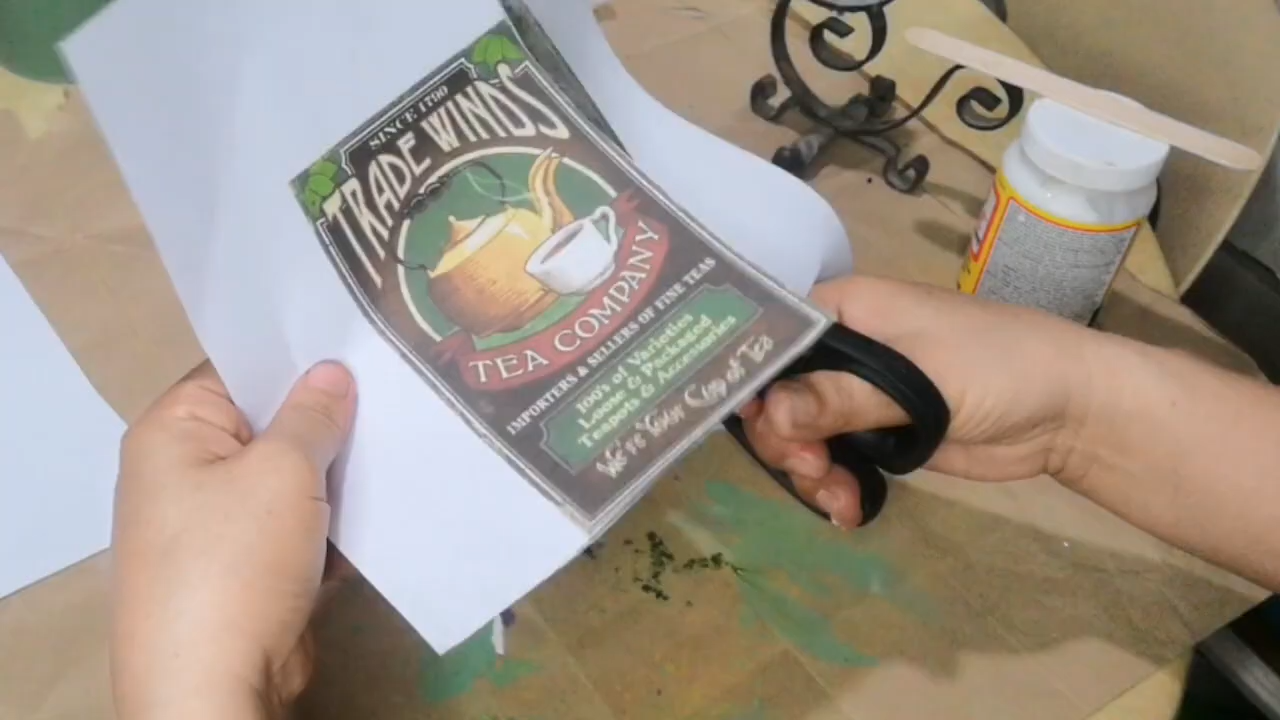 SINCE 1790
TRADE WINDS
TEA COMPANY
IMPORTERS & SELLERS OF FINE TEAS
100's of Varieties
Loose & Packaged
Teapots & Accessories
We're Your Cup of Tea